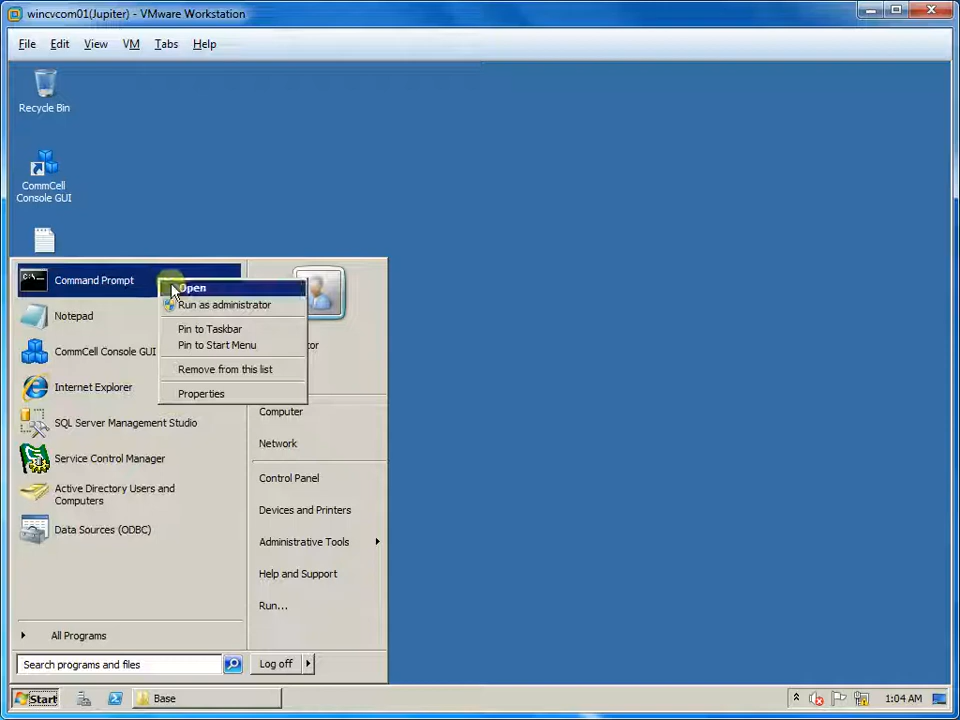 wincvcom01(Jupiter) - VMware Workstation
File Edit View VM Tabs Help
Recycle Bin
CommCell
Console GUI
Command Prompt
Open
Run as administrator
Notepad
Pin to Taskbar
Pin to Start Menu
CommCell Console GUI
Remove from this list
Internet Explorer
Properties
Computer
SQL Server Management Studio
Network
Service Control Manager
Control Panel
Active Directory Users and
Computers
Devices and Printers
Data Sources (ODBC)
Administrative Tools
Help and Support
Run...
All Programs
Search programs and files
Log off
Start
Base
1:04 AM